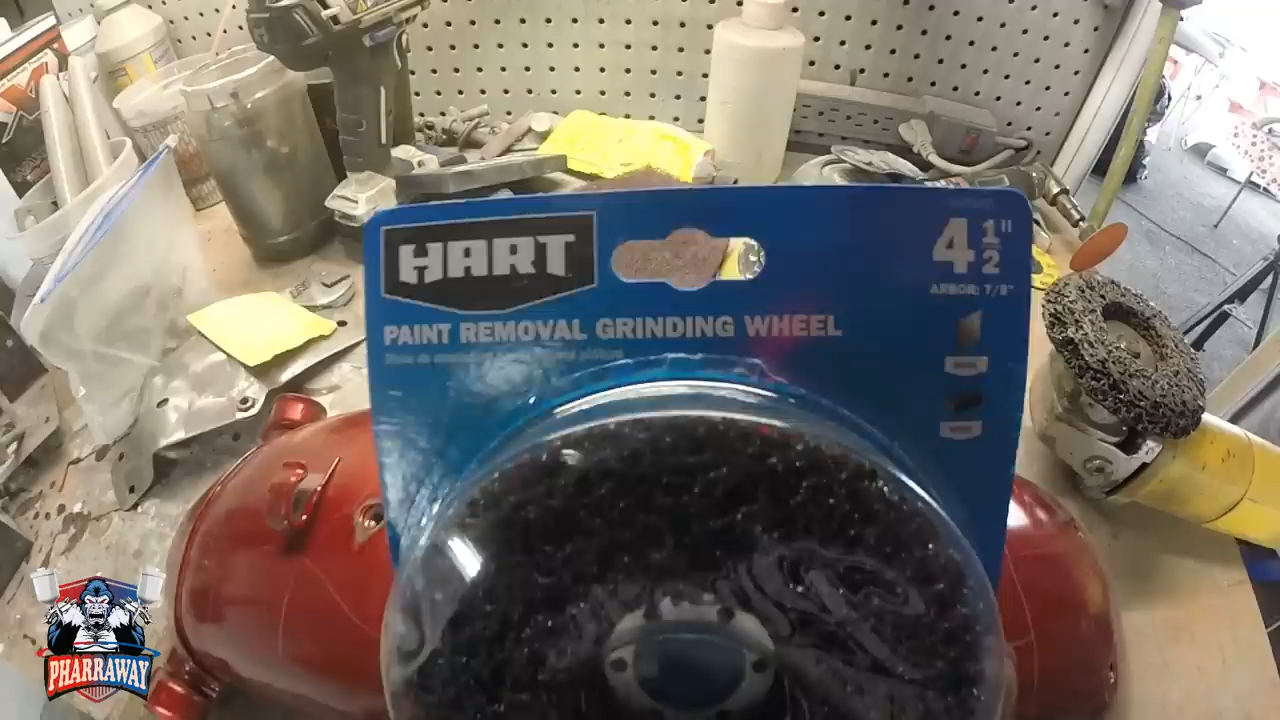 HART
4 1/2"
ARBOR: 7/8"
PAINT REMOVAL GRINDING WHEEL
PHARRAWAY